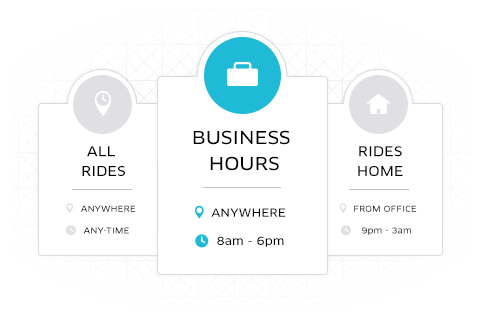 ALL
RIDES
ANYWHERE
ANY-TIME
BUSINESS
HOURS
ANYWHERE
8am - 6pm
RIDES
HOME
FROM OFFICE
9pm - 3am